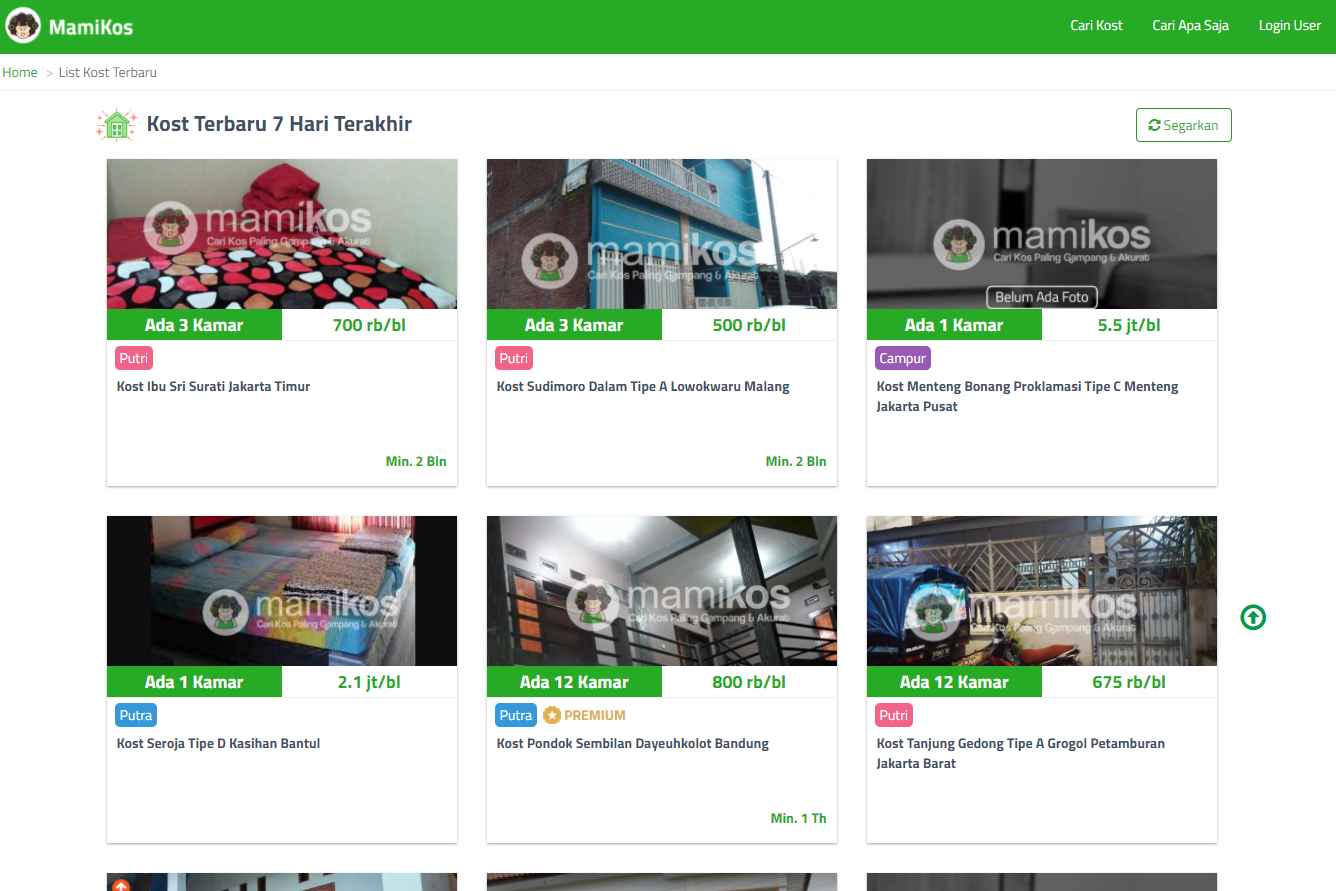 MamiKos
Cari Kost
Cari Apa Saja
Login User
Home > List Kost Terbaru
Kost Terbaru 7 Hari Terakhir
Segarkan
mamikos
Cari Kos Paling Gampang & Akurat
Ada 3 Kamar
700 rb/bl
Putri
Kost Ibu Sri Surati Jakarta Timur
Min. 2 Bln
mamikos
Cari Kos Paling Gampang & Akurat
Ada 3 Kamar
500 rb/bl
Putri
Kost Sudimoro Dalam Tipe A Lowokwaru Malang
Min. 2 Bln
mamikos
Cari Kos Paling Gampang & Akurat
Belum Ada Foto
Ada 1 Kamar
5.5 jt/bl
Campur
Kost Menteng Bonang Proklamasi Tipe C Menteng
Jakarta Pusat
mamikos
Cari Kos Paling Gampang & Akurat
Ada 1 Kamar
2.1 jt/bl
Putra
Kost Seroja Tipe D Kasihan Bantul
mamikos
Cari Kos Paling Gampang & Akurat
Ada 12 Kamar
800 rb/bl
Putra
PREMIUM
Kost Pondok Sembilan Dayeuhkolot Bandung
Min. 1 Th
mamikos
Cari Kos Paling Gampang & Akurat
Ada 12 Kamar
675 rb/bl
Putri
Kost Tanjung Gedong Tipe A Grogol Petamburan
Jakarta Barat